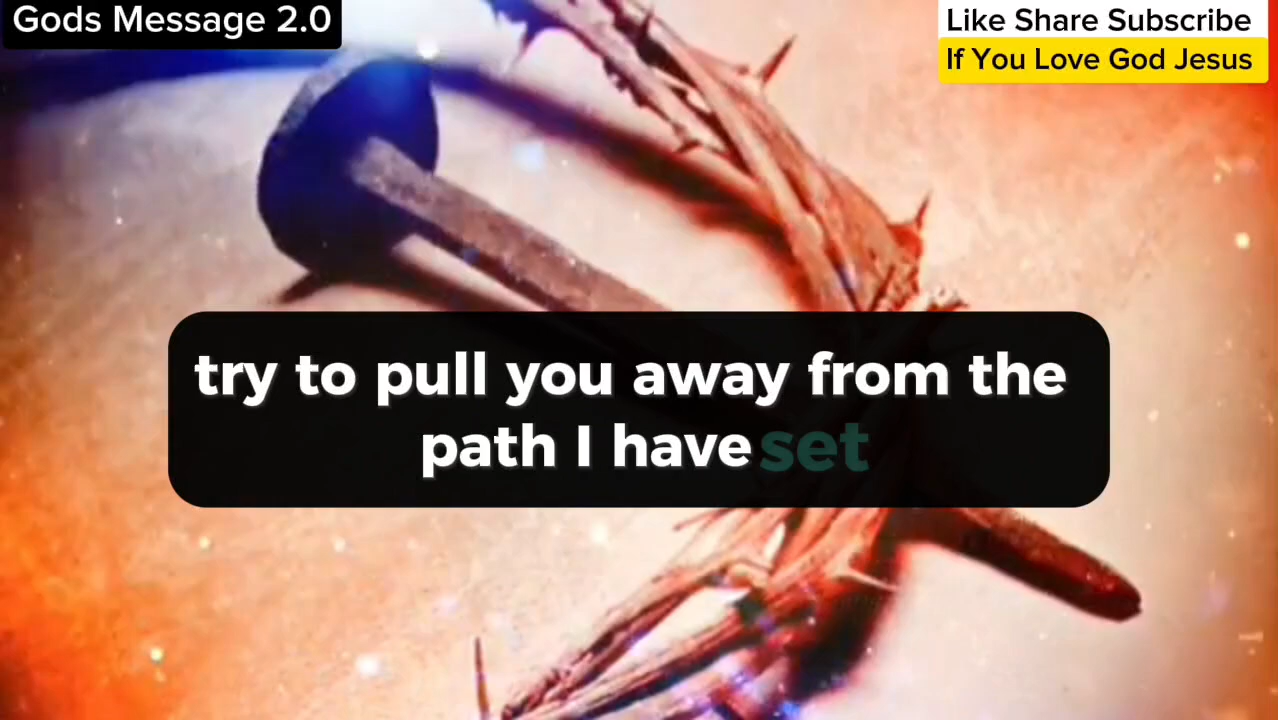 Gods Message 2.0
Like Share Subscribe
If You Love God Jesus
try to pull you away from the
path I have set